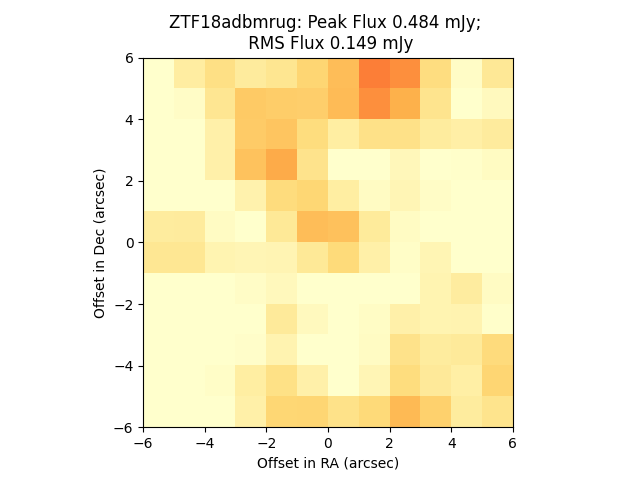 ZTF18adbmrug: Peak Flux 0.484 mJy;
RMS Flux 0.149 mJy
6
4
2
0
−2
−4
−6
Offset in Dec (arcsec)
−6 −4 −2 0 2 4 6
Offset in RA (arcsec)